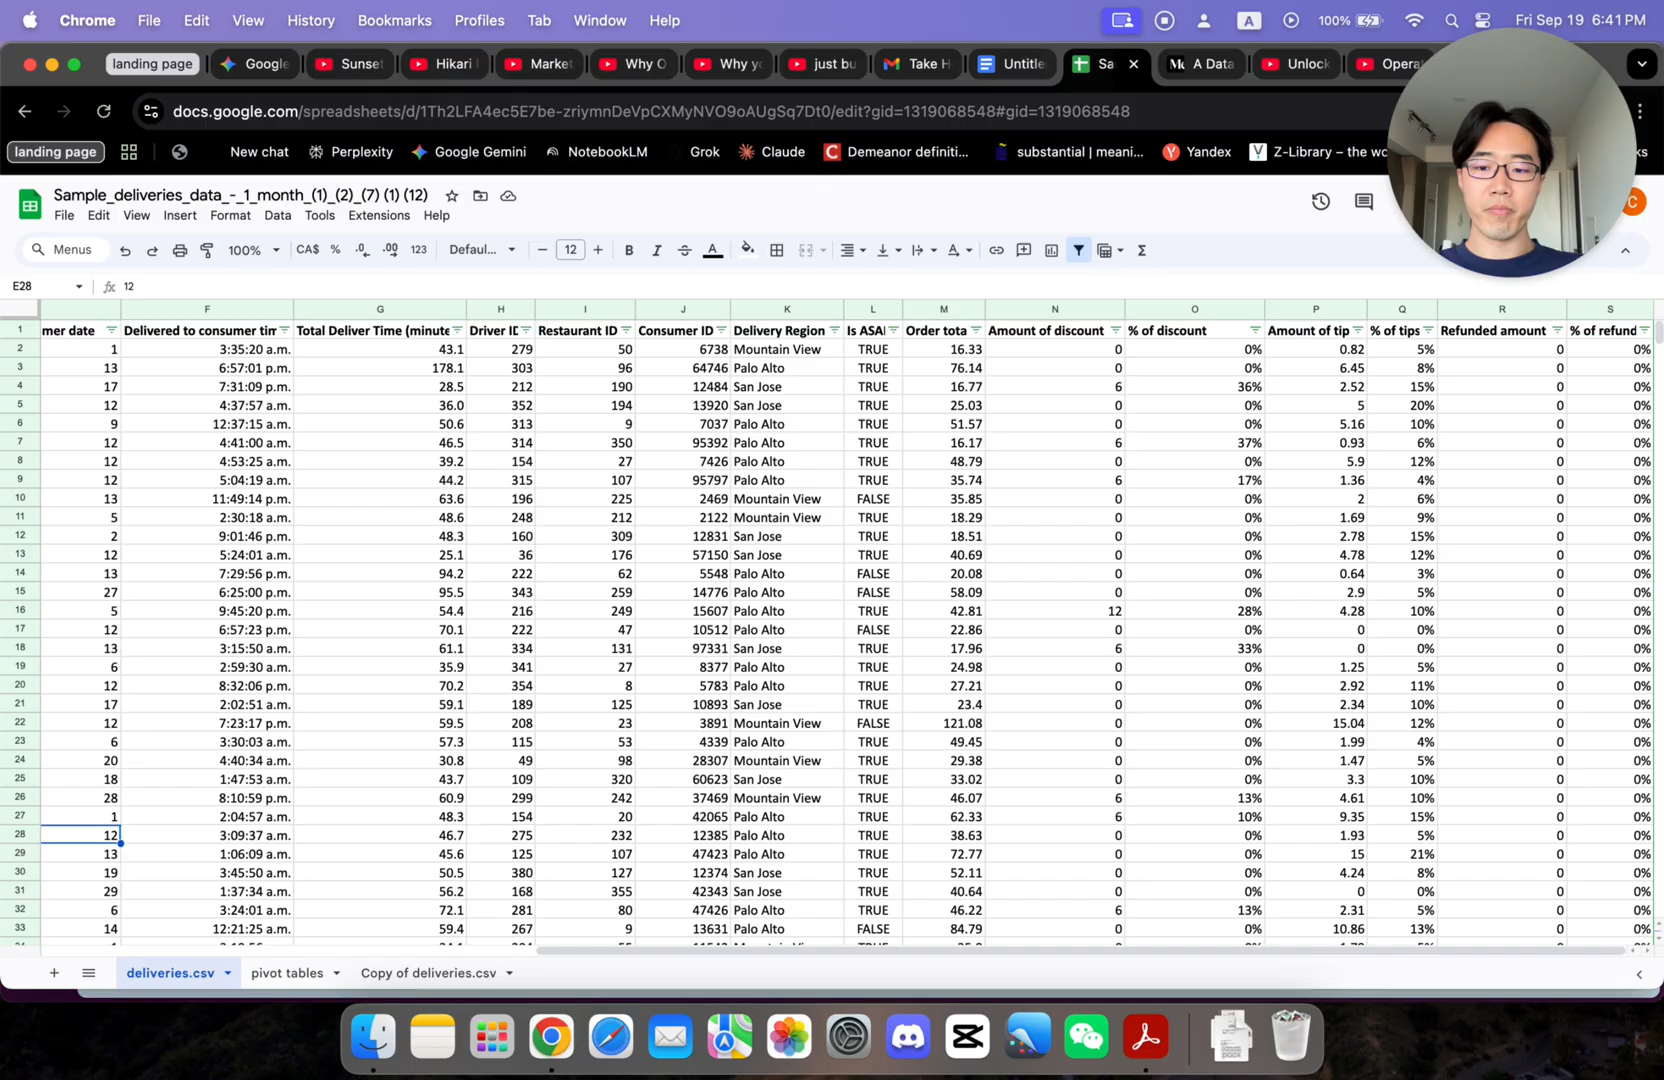 Chrome File Edit View History Bookmarks Profiles Tab Window Help A 100% Fri Sep 19 6:41 PM
landing page Google Sunset Hikari Market Why O Why yo just bu Take H Untitle Sa A Data Unlock Opera
docs.google.com/spreadsheets/d/1Th2LFA4ec5E7be-zriymnDeVpCXMyNVO9oAUgSq7Dt0/edit?gid=1319068548#gid=1319068548
landing page New chat Perplexity Google Gemini NotebookLM Grok Claude Demeanor definiti... substantial | meani... Yandex Z-Library – the wo ks
Sample_deliveries_data_-_1_month_(1)_(2)_(7) (1) (12)
File Edit View Insert Format Data Tools Extensions Help
Menus 100% CA$ % .0 .00 123 Defaul... 12 B I A Σ
E28 fx 12
F G H I J K L M N O P Q R S
1 mer date Delivered to consumer tim Total Deliver Time (minute Driver ID Restaurant ID Consumer ID Delivery Region Is ASA Order tota Amount of discount % of discount Amount of tip % of tips Refunded amount % of refund
2 1 3:35:20 a.m. 43.1 279 50 6738 Mountain View TRUE 16.33 0 0% 0.82 5% 0 0%
3 13 6:57:01 p.m. 178.1 303 96 64746 Palo Alto TRUE 76.14 0 0% 6.45 8% 0 0%
4 17 7:31:09 p.m. 28.5 212 190 12484 San Jose TRUE 16.77 6 36% 2.52 15% 0 0%
5 12 4:37:57 a.m. 36.0 352 194 13920 San Jose TRUE 25.03 0 0% 5 20% 0 0%
6 9 12:37:15 a.m. 50.6 313 9 7037 Palo Alto TRUE 51.57 0 0% 5.16 10% 0 0%
7 12 4:41:00 a.m. 46.5 314 350 95392 Palo Alto TRUE 16.17 6 37% 0.93 6% 0 0%
8 12 4:53:25 a.m. 39.2 154 27 7426 Palo Alto TRUE 48.79 0 0% 5.9 12% 0 0%
9 12 5:04:19 a.m. 44.2 315 107 95797 Palo Alto TRUE 35.74 6 17% 1.36 4% 0 0%
10 13 11:49:14 p.m. 63.6 196 225 2469 Mountain View FALSE 35.85 0 0% 2 6% 0 0%
11 5 2:30:18 a.m. 48.6 248 212 2122 Mountain View TRUE 18.29 0 0% 1.69 9% 0 0%
12 2 9:01:46 p.m. 48.3 160 309 12831 San Jose TRUE 18.51 0 0% 2.78 15% 0 0%
13 12 5:24:01 a.m. 25.1 36 176 57150 San Jose TRUE 40.69 0 0% 4.78 12% 0 0%
14 13 7:29:56 p.m. 94.2 222 62 5548 Palo Alto FALSE 20.08 0 0% 0.64 3% 0 0%
15 27 6:25:00 p.m. 95.5 343 259 14776 Palo Alto FALSE 58.09 0 0% 2.9 5% 0 0%
16 5 9:45:20 p.m. 54.4 216 249 15607 Palo Alto TRUE 42.81 12 28% 4.28 10% 0 0%
17 12 6:57:23 p.m. 70.1 222 47 10512 Palo Alto FALSE 22.86 0 0% 0 0% 0 0%
18 13 3:15:50 a.m. 61.1 334 131 97331 San Jose TRUE 17.96 6 33% 0 0% 0 0%
19 6 2:59:30 a.m. 35.9 341 27 8377 Palo Alto TRUE 24.98 0 0% 1.25 5% 0 0%
20 12 8:32:06 p.m. 70.2 354 8 5783 Palo Alto TRUE 27.21 0 0% 2.92 11% 0 0%
21 17 2:02:51 a.m. 59.1 189 125 10893 San Jose TRUE 23.4 0 0% 2.34 10% 0 0%
22 12 7:23:17 p.m. 59.5 208 23 3891 Mountain View FALSE 121.08 0 0% 15.04 12% 0 0%
23 6 3:30:03 a.m. 57.3 115 53 4339 Palo Alto TRUE 49.45 0 0% 1.99 4% 0 0%
24 20 4:40:34 a.m. 30.8 49 98 28307 Mountain View TRUE 29.38 0 0% 1.47 5% 0 0%
25 18 1:47:53 a.m. 43.7 109 320 60623 San Jose TRUE 33.02 0 0% 3.3 10% 0 0%
26 28 8:10:59 p.m. 60.9 299 242 37469 Mountain View TRUE 46.07 6 13% 4.61 10% 0 0%
27 1 2:04:57 a.m. 48.3 154 20 42065 Palo Alto TRUE 62.33 6 10% 9.35 15% 0 0%
28 12 3:09:37 a.m. 46.7 275 232 12385 Palo Alto TRUE 38.63 0 0% 1.93 5% 0 0%
29 13 1:06:09 a.m. 45.6 125 107 47423 Palo Alto TRUE 72.77 0 0% 15 21% 0 0%
30 19 3:45:50 a.m. 50.5 380 127 12374 San Jose TRUE 52.11 0 0% 4.24 8% 0 0%
31 29 1:37:34 a.m. 56.2 168 355 42343 San Jose TRUE 40.64 0 0% 0 0% 0 0%
32 6 3:24:01 a.m. 72.1 281 80 47426 Palo Alto TRUE 46.22 6 13% 2.31 5% 0 0%
33 14 12:21:25 a.m. 59.4 267 9 13631 Palo Alto FALSE 84.79 0 0% 10.86 13% 0 0%
deliveries.csv pivot tables Copy of deliveries.csv